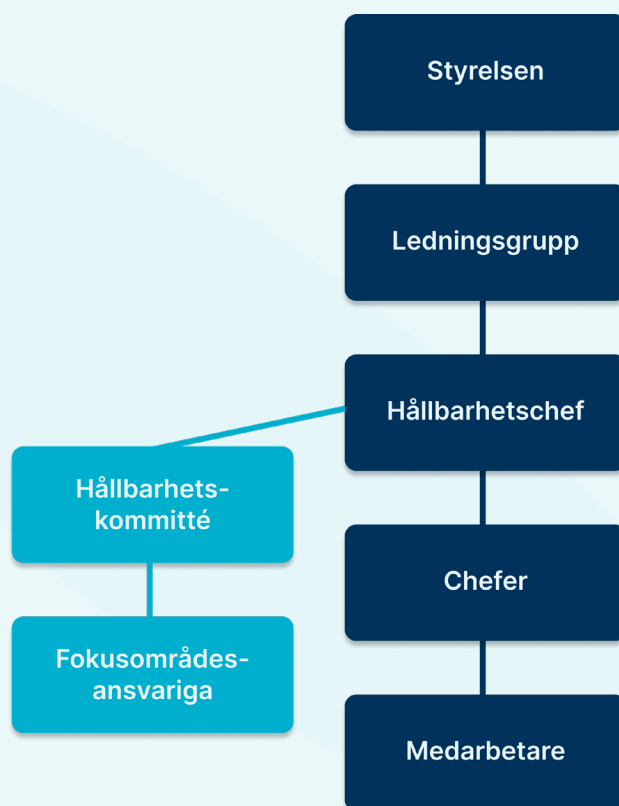 Styrelsen
Ledningsgrupp
Hållbarhetschef
Hållbarhets-
kommitté
Fokusområdes-
ansvariga
Chefer
Medarbetare